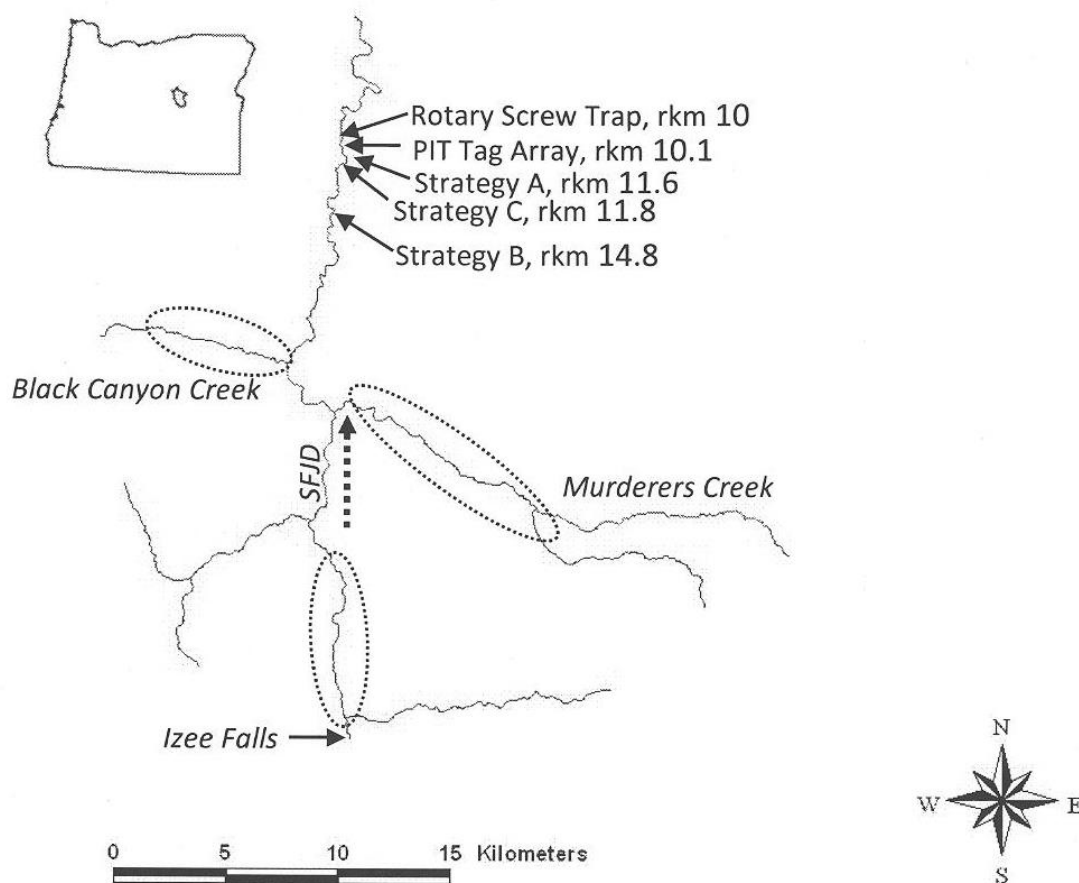 Rotary Screw Trap, rkm 10
PIT Tag Array, rkm 10.1
Strategy A, rkm 11.6
Strategy C, rkm 11.8
Strategy B, rkm 14.8
Black Canyon Creek
SFJD
Murderers Creek
Izee Falls
N
W E
S
0 5 10 15 Kilometers